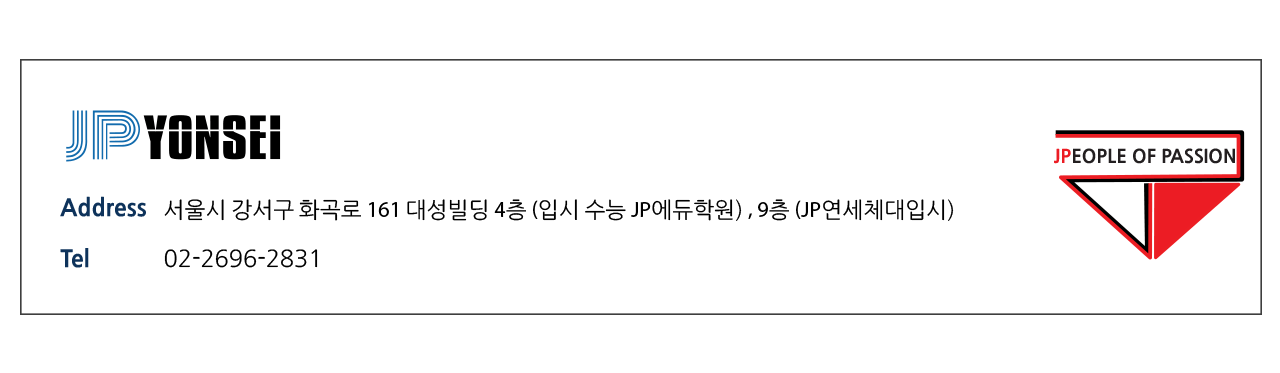 JP YONSEI
JPEOPLE OF PASSION
Address 서울시 강서구 화곡로 161 대성빌딩 4층 (입시 수능 JP에듀학원) , 9층 (JP연세체대입시)
Tel 02-2696-2831